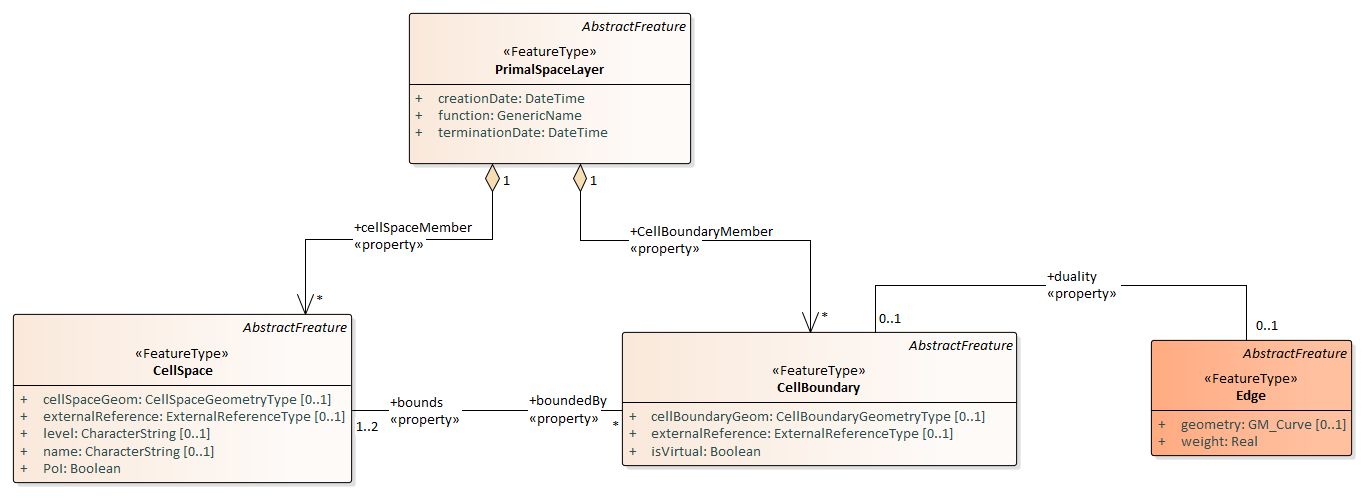 AbstractFreature
«FeatureType»
PrimalSpaceLayer
+ creationDate: DateTime
+ function: GenericName
+ terminationDate: DateTime
1
1
+cellSpaceMember
«property»
+CellBoundaryMember
«property»
*
*
+duality
«property»
0..1
0..1
AbstractFreature
«FeatureType»
CellSpace
+ cellSpaceGeom: CellSpaceGeometryType [0..1]
+ externalReference: ExternalReferenceType [0..1]
+ level: CharacterString [0..1]
+ name: CharacterString [0..1]
+ PoI: Boolean
+bounds
«property»
1..2
+boundedBy
«property»
*
AbstractFreature
«FeatureType»
CellBoundary
+ cellBoundaryGeom: CellBoundaryGeometryType [0..1]
+ externalReference: ExternalReferenceType [0..1]
+ isVirtual: Boolean
AbstractFreature
«FeatureType»
Edge
+ geometry: GM_Curve [0..1]
+ weight: Real